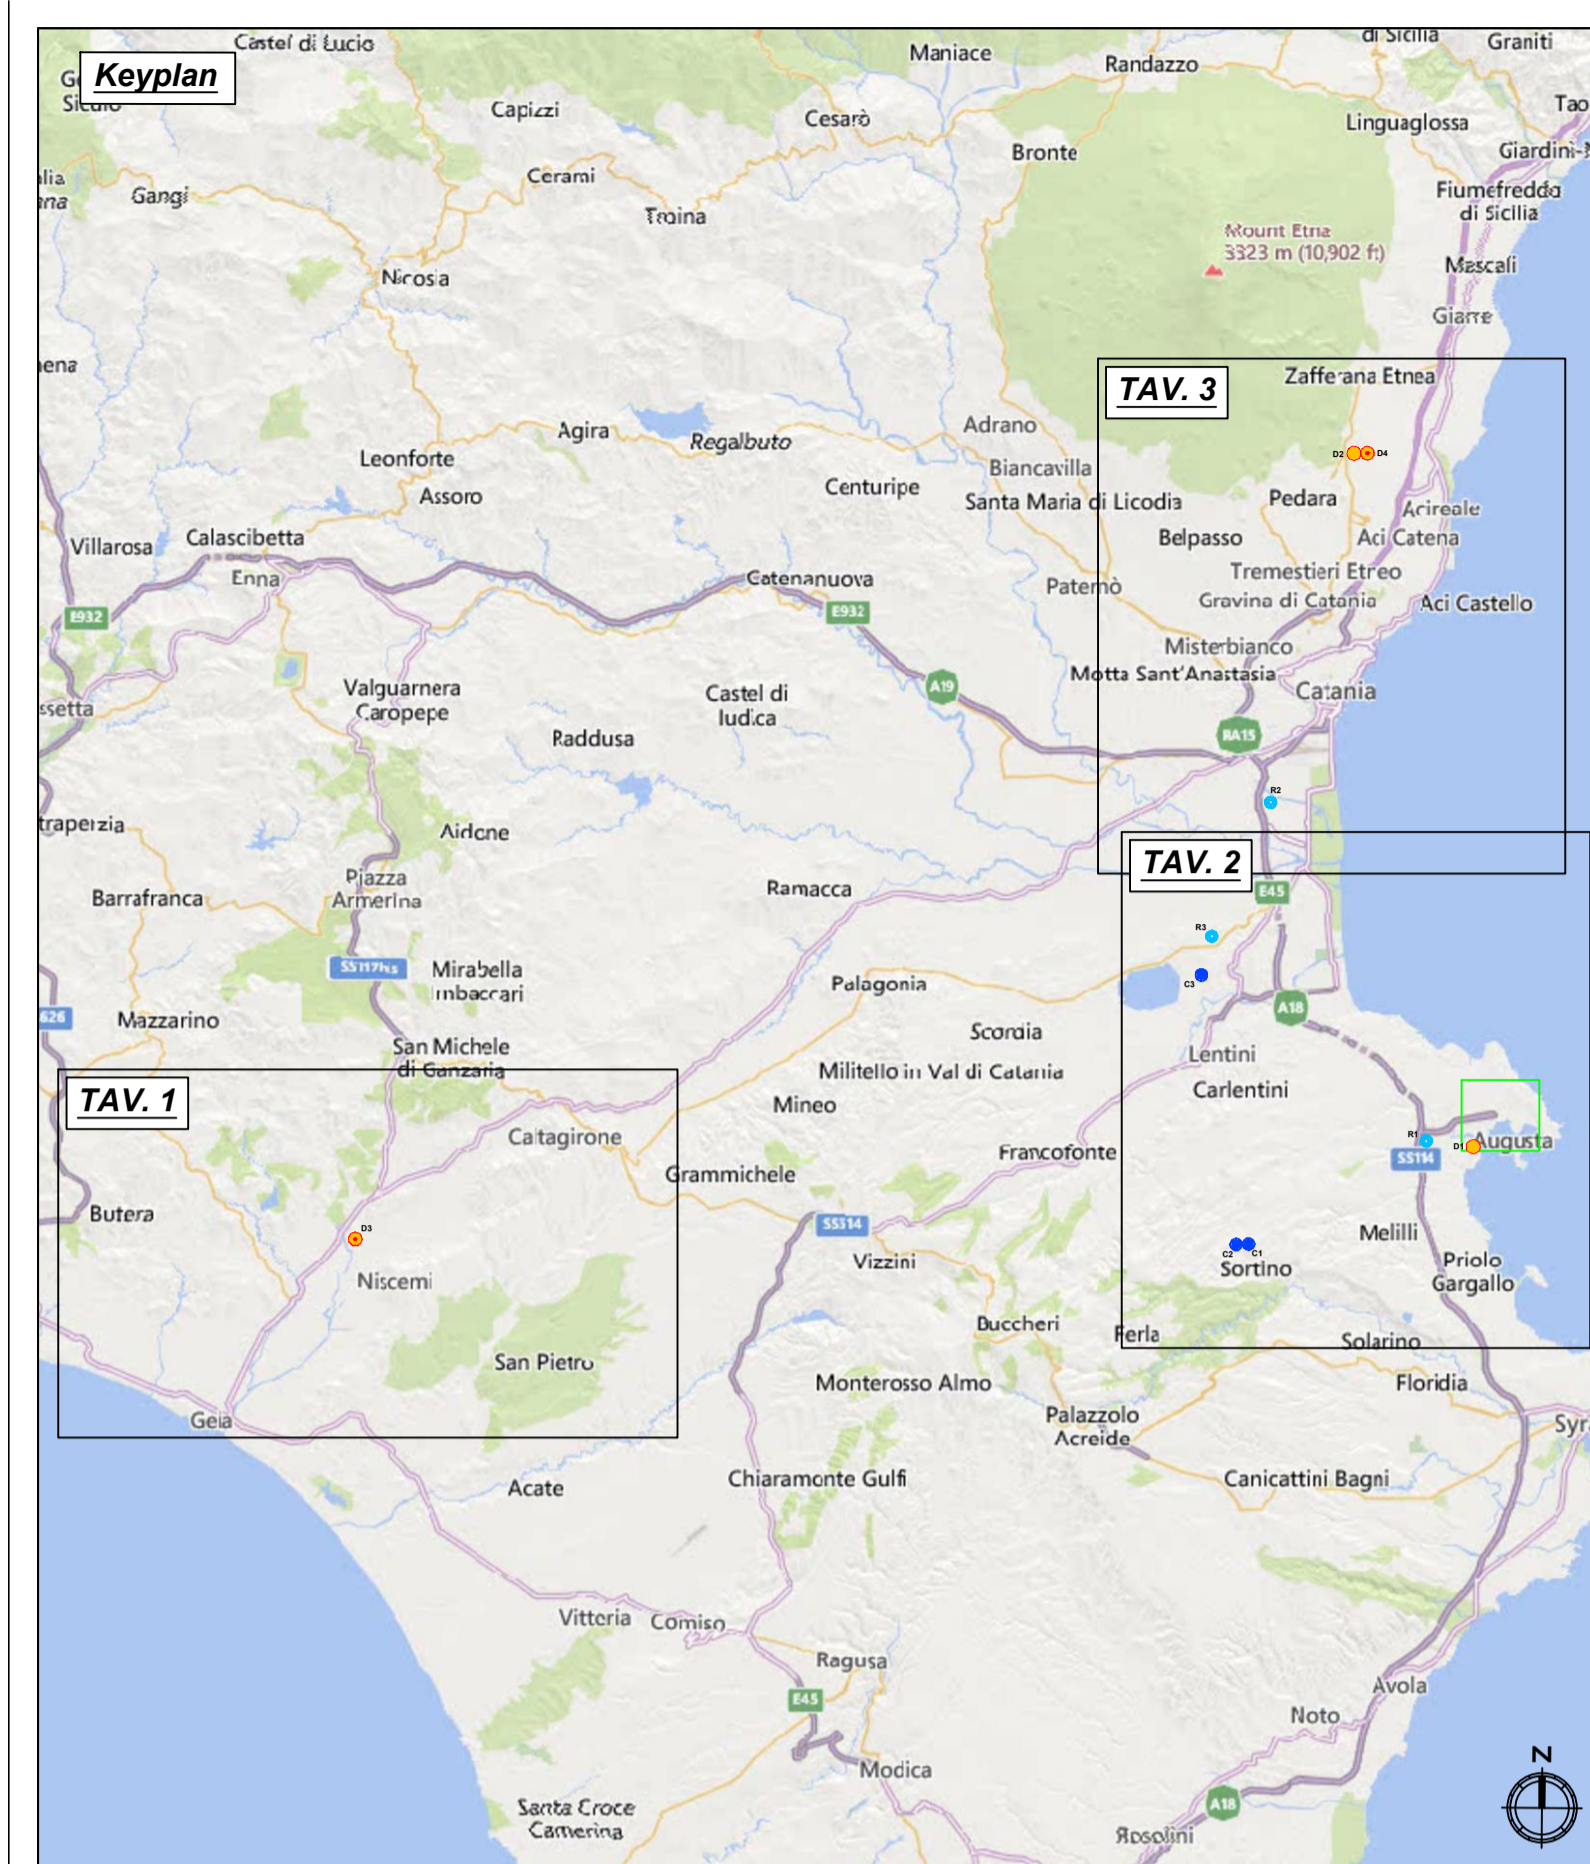 Keyplan
Castel di Lucio
Maniace
di Sicilia
Graniti
Randazzo
Capizzi
Cesarò
Linguaglossa
Bronte
Gangi
Cerami
Troina
Fiumefreddo
di Sicilia
Mount Etna
3323 m (10,902 ft)
Mascali
Nicosia
Giarre
TAV. 3
Zafferana Etnea
Adrano
Agira
Regalbuto
Leonforte
D2
D4
Biancavilla
Assoro
Centuripe
Santa Maria di Licodia
Pedara
Acireale
Villarosa
Calascibetta
Belpasso
Aci Catena
Enna
Catenanuova
Paternò
Tremestieri Etneo
Gravina di Catania
Aci Castello
E932
E932
Misterbianco
Motta Sant'Anastasia
A19
Valguarnera
Caropepe
Castel di
Iudica
Catania
Raddusa
RA15
R2
Aidone
TAV. 2
Piazza
Armerina
Barrafranca
Ramacca
E45
R3
SS117bis
Mirabella
Imbaccari
Palagonia
C3
A18
626
Mazzarino
Scordia
San Michele
di Ganzaria
Militello in Val di Catania
Lentini
Carlentini
TAV. 1
Mineo
Caltagirone
Francofonte
R1
D1
Augusta
SS114
Grammichele
Butera
SS514
D3
Vizzini
Melilli
C2
C1
Sortino
Priolo
Gargallo
Niscemi
Buccheri
Ferla
Solarino
San Pietro
Monterosso Almo
Floridia
Gela
Palazzolo
Acreide
Chiaramonte Gulfi
Canicattini Bagni
Acate
Vittoria
Comiso
Ragusa
Avola
E45
Noto
Modica
N
Santa Croce
Camerina
A18
Rosolini